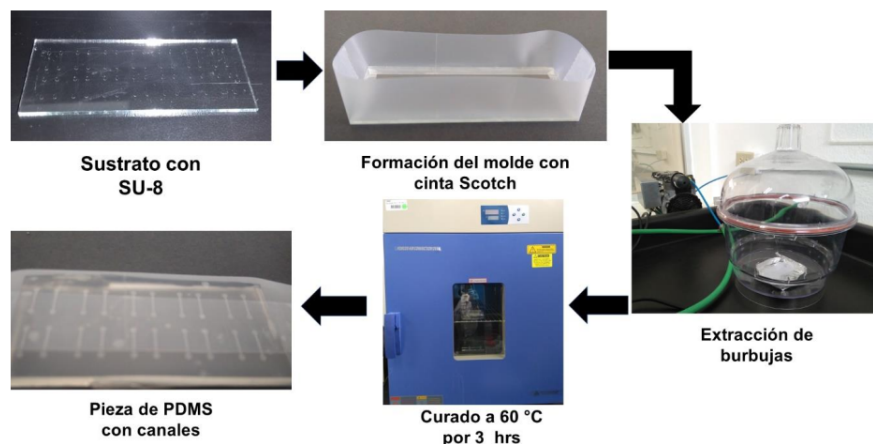 Sustrato con
SU-8
Formación del molde con
cinta Scotch
Extracción de
burbujas
Curado a 60 °C
por 3 hrs
Pieza de PDMS
con canales